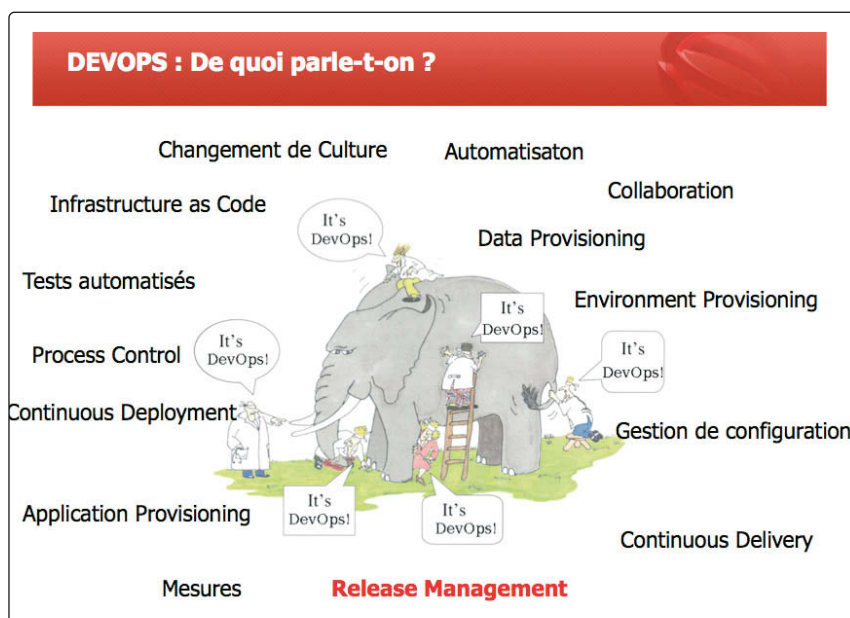 DEVOPS : De quoi parle-t-on ?
Changement de Culture
Automatisaton
Collaboration
Infrastructure as Code
It's
DevOps!
Data Provisioning
Tests automatisés
Environment Provisioning
It's
DevOps!
Process Control
It's
DevOps!
It's
DevOps!
Continuous Deployment
Gestion de configuration
Application Provisioning
It's
DevOps!
It's
DevOps!
Continuous Delivery
Mesures
Release Management